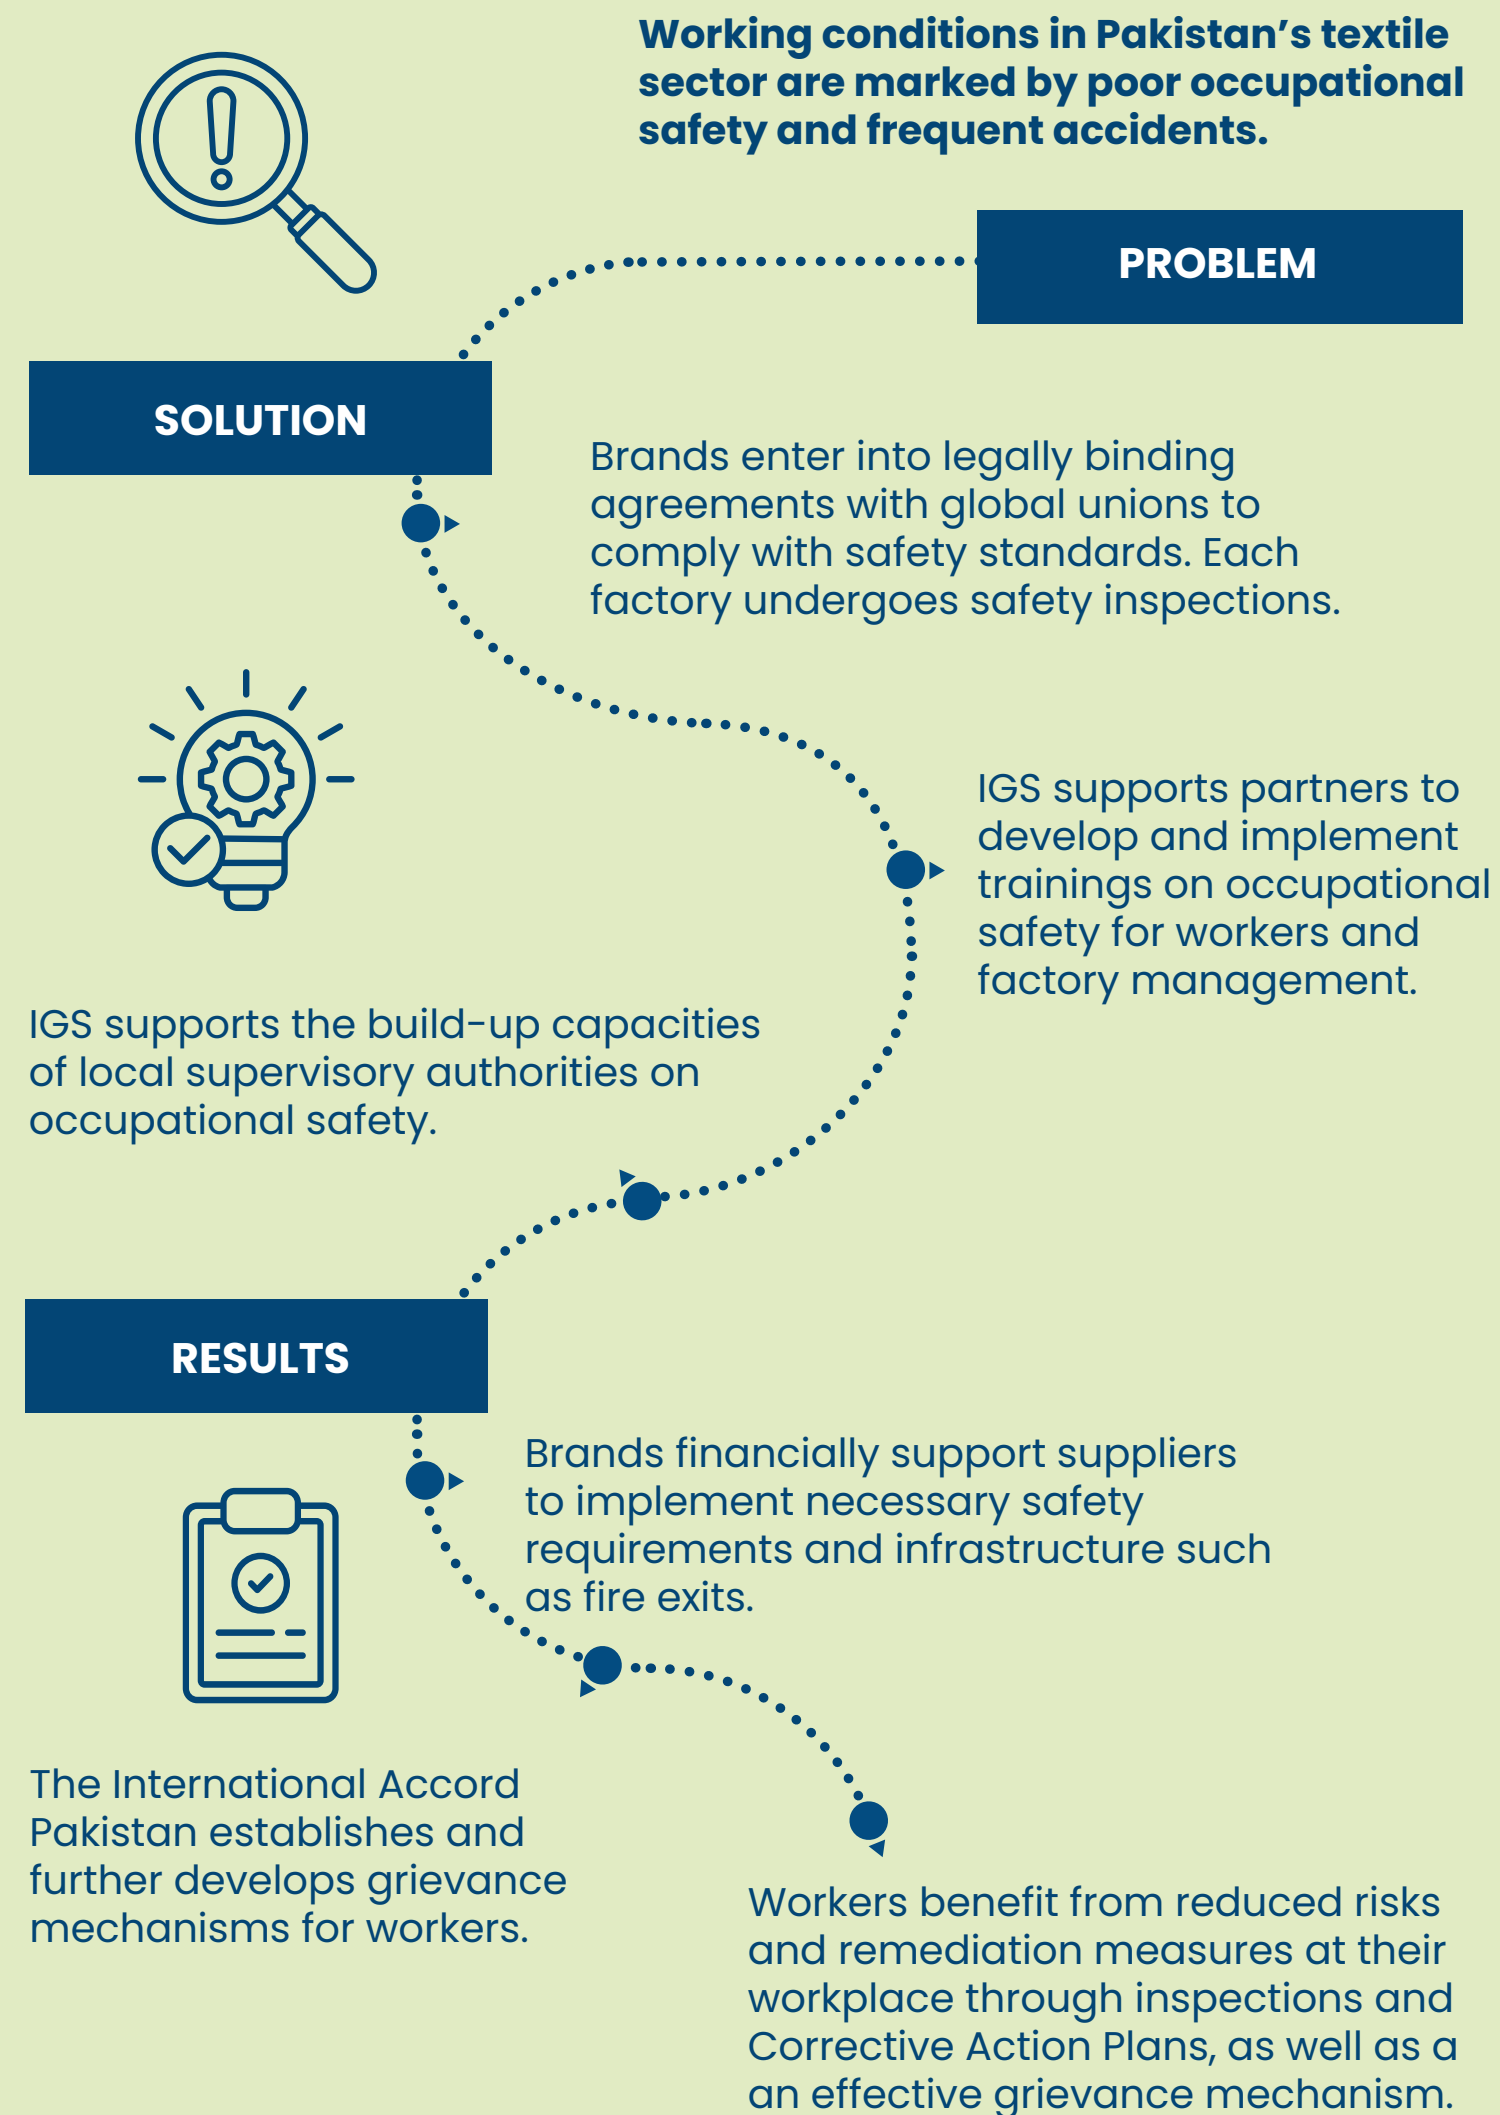 Working conditions in Pakistan’s textile
sector are marked by poor occupational
safety and frequent accidents.
PROBLEM
SOLUTION
Brands enter into legally binding
agreements with global unions to
comply with safety standards. Each
factory undergoes safety inspections.
IGS supports partners to
develop and implement
trainings on occupational
safety for workers and
factory management.
IGS supports the build-up capacities
of local supervisory authorities on
occupational safety.
RESULTS
Brands financially support suppliers
to implement necessary safety
requirements and infrastructure such
as fire exits.
The International Accord
Pakistan establishes and
further develops grievance
mechanisms for workers.
Workers benefit from reduced risks
and remediation measures at their
workplace through inspections and
Corrective Action Plans, as well as a
an effective grievance mechanism.